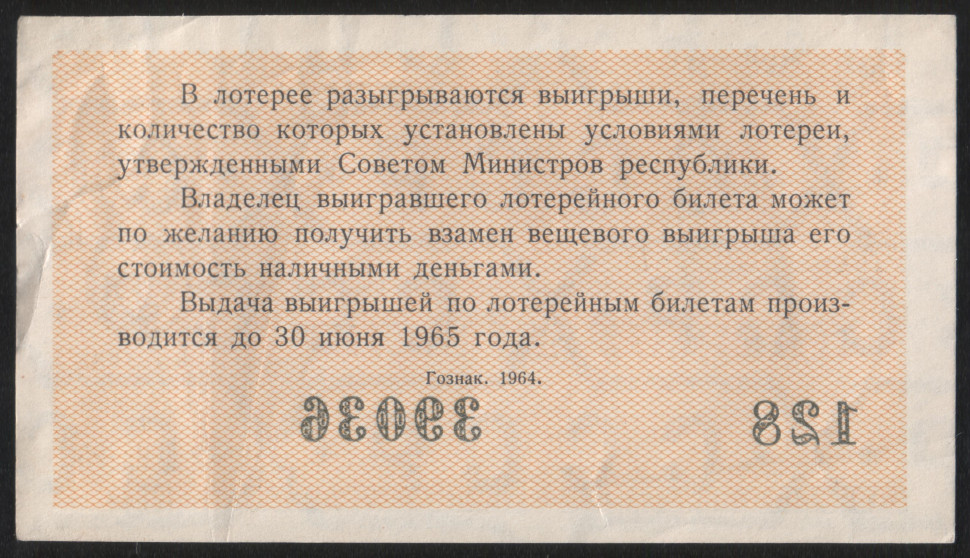 В лотерее разыгрываются выигрыши, перечень и
количество которых установлены условиями лотереи,
утвержденными Советом Министров республики.
Владелец выигравшего лотерейного билета может
по желанию получить взамен вещевого выигрыша его
стоимость наличными деньгами.
Выдача выигрышей по лотерейным билетам произ-
водится до 30 июня 1965 года.
Гознак. 1964.
128 39036